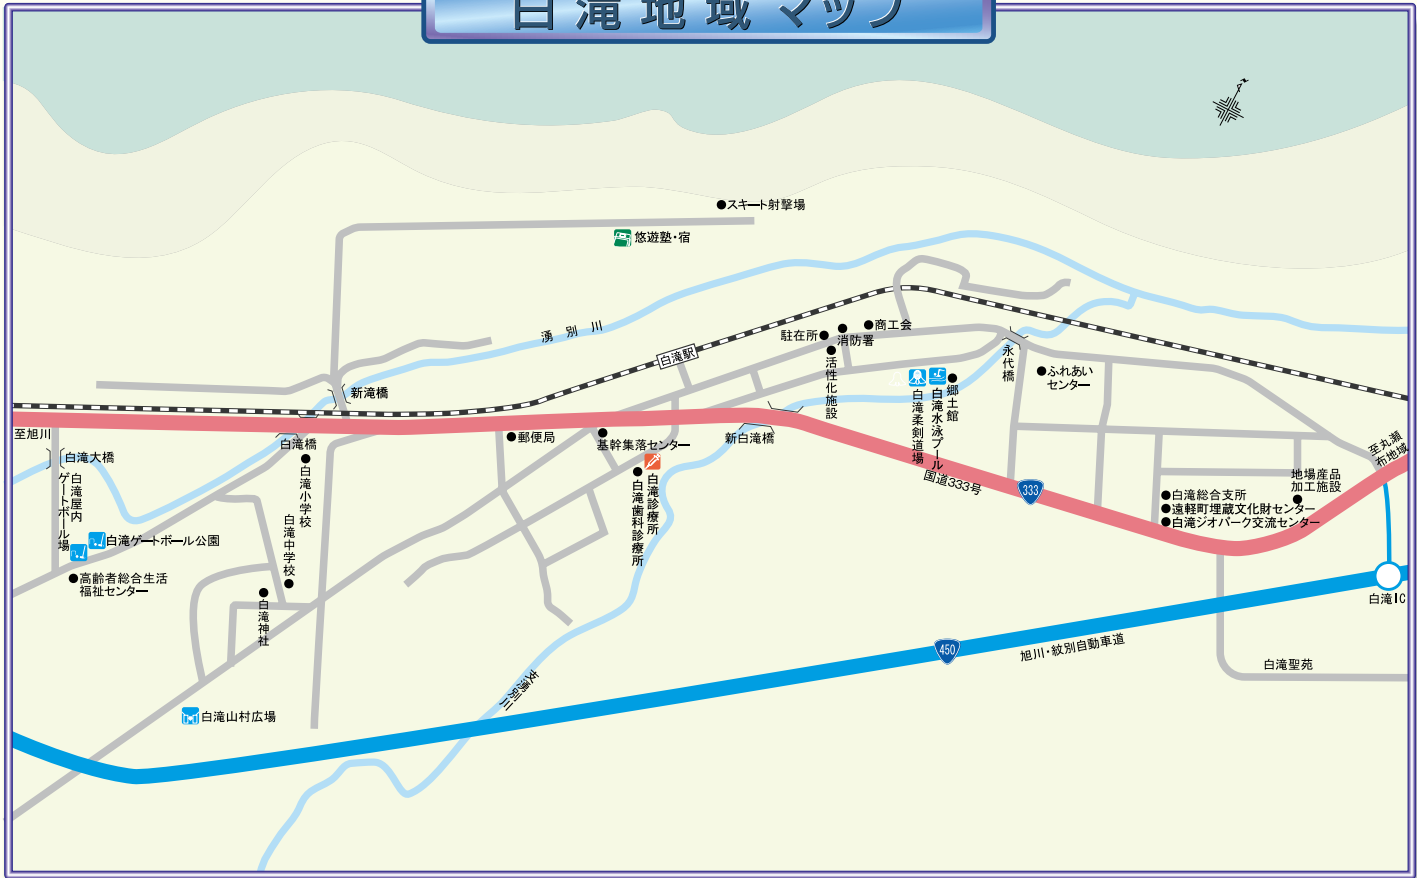 白滝地域マップ
スキート射撃場
悠遊塾・宿
湧別川
白滝駅
駐在所
消防署
商工会
活性化施設
永代橋
ふれあい
センター
白滝柔剣道場
白滝水泳プール
郷土館
新滝橋
至旭川
白滝橋
郵便局
基幹集落センター
新白滝橋
国道333号
333
至丸瀬
布地域
白滝大橋
白滝屋内
ゲートボール場
白滝小学校
白滝中学校
白滝診療所
白滝歯科診療所
地場産品
加工施設
白滝総合支所
遠軽町埋蔵文化財センター
白滝ジオパーク交流センター
白滝ゲートボール公園
高齢者総合生活
福祉センター
白滝神社
白滝IC
450
旭川・紋別自動車道
白滝聖苑
支湧別川
白滝山村広場